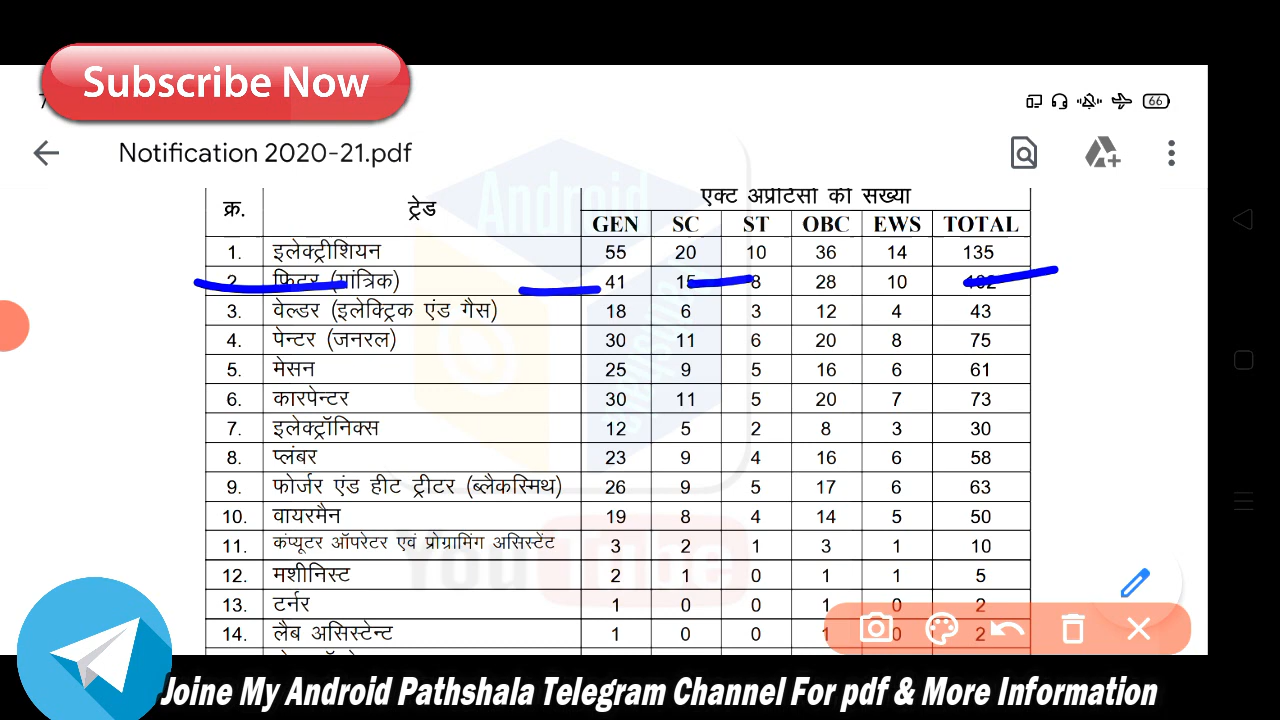 Subscribe Now
7
66
Notification 2020-21.pdf
Android
क्र. ट्रेड एक्ट अप्रेंटिसों की संख्या
GEN SC ST OBC EWS TOTAL
1. इलेक्ट्रीशियन 55 20 10 36 14 135
2. फिटर (मांत्रिक) 41 15 8 28 10 102
3. वेल्डर (इलेक्ट्रिक एंड गैस) 18 6 3 12 4 43
4. पेन्टर (जनरल) 30 11 6 20 8 75
5. मेसन 25 9 5 16 6 61
6. कारपेन्टर 30 11 5 20 7 73
7. इलेक्ट्रॉनिक्स 12 5 2 8 3 30
8. प्लंबर 23 9 4 16 6 58
9. फोर्जर एंड हीट ट्रीटर (ब्लैकस्मिथ) 26 9 5 17 6 63
10. वायरमैन 19 8 4 14 5 50
11. कंप्यूटर ऑपरेटर एवं प्रोग्रामिंग असिस्टेंट 3 2 1 3 1 10
12. मशीनिस्ट 2 1 0 1 1 5
13. टर्नर 1 0 0 1 0 2
14. लैब असिस्टेन्ट 1 0 0 1 0 2
YouTube
Joine My Android Pathshala Telegram Channel For pdf & More Information